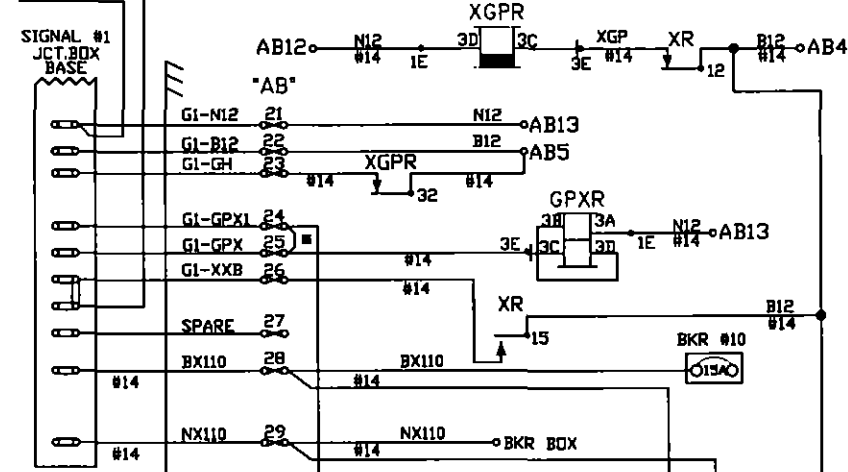 XGPR
SIGNAL #1
JCT.BOX
BASE
AB12 N12 #14 1E 3D 3C 3E XGP #14 XR 12 B12 #14 AB4
"AB"
G1-N12 21 N12 AB13
G1-B12 22 B12 AB5
G1-GH 23 #14 XGPR 32 #14
GPXR
G1-GPX1 24 3B 3A N12 #14 AB13
G1-GPX 25 #14 3E 3C 3D 1E
G1-XXB 26 #14
XR 15 B12 #14
SPARE 27
BKR #10
#14 BX110 28 #14 BX110 15A
#14 NX110 29 #14 NX110 BKR BOX